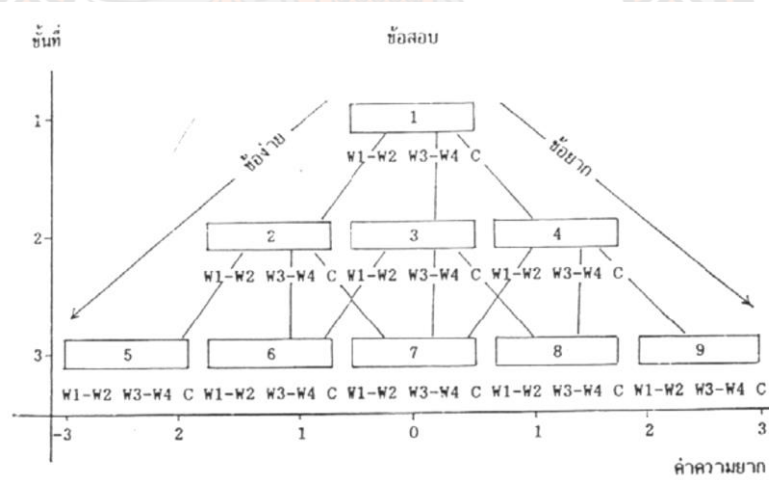 ขั้นที่
ข้อสอบ
1
1
ข้อง่าย
ข้อยาก
W1-W2 W3-W4 C
2
2 3 4
W1-W2 W3-W4 C W1-W2 W3-W4 C W1-W2 W3-W4 C
3
5 6 7 8 9
W1-W2 W3-W4 C W1-W2 W3-W4 C W1-W2 W3-W4 C W1-W2 W3-W4 C W1-W2 W3-W4 C
-3 2 1 0 1 2 3
ค่าความยาก